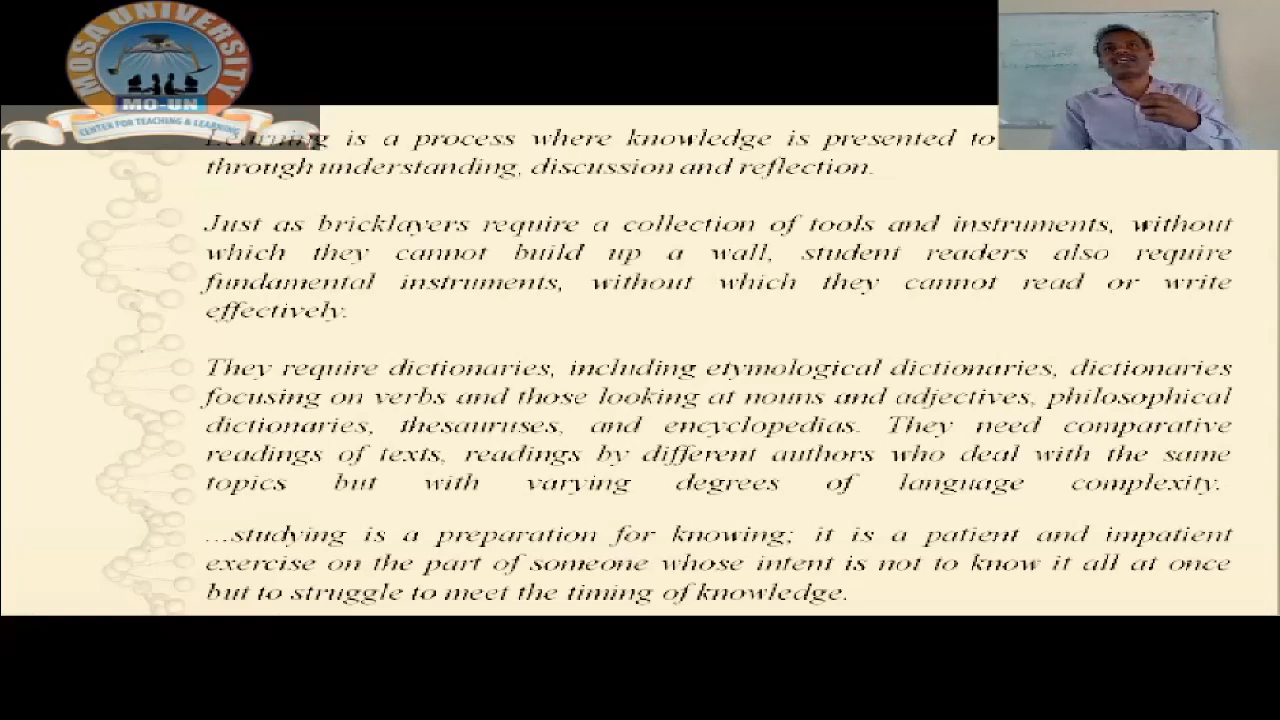 MOSA UNIVERSITY
MO-UN
CENTER FOR TEACHING & LEARNING
Learning is a process where knowledge is presented to
through understanding, discussion and reflection.
Just as bricklayers require a collection of tools and instruments, without
which they cannot build up a wall, student readers also require
fundamental instruments, without which they cannot read or write
effectively.
They require dictionaries, including etymological dictionaries, dictionaries
focusing on verbs and those looking at nouns and adjectives, philosophical
dictionaries, thesauruses, and encyclopedias. They need comparative
readings of texts, readings by different authors who deal with the same
topics but with varying degrees of language complexity.
...studying is a preparation for knowing; it is a patient and impatient
exercise on the part of someone whose intent is not to know it all at once
but to struggle to meet the timing of knowledge.